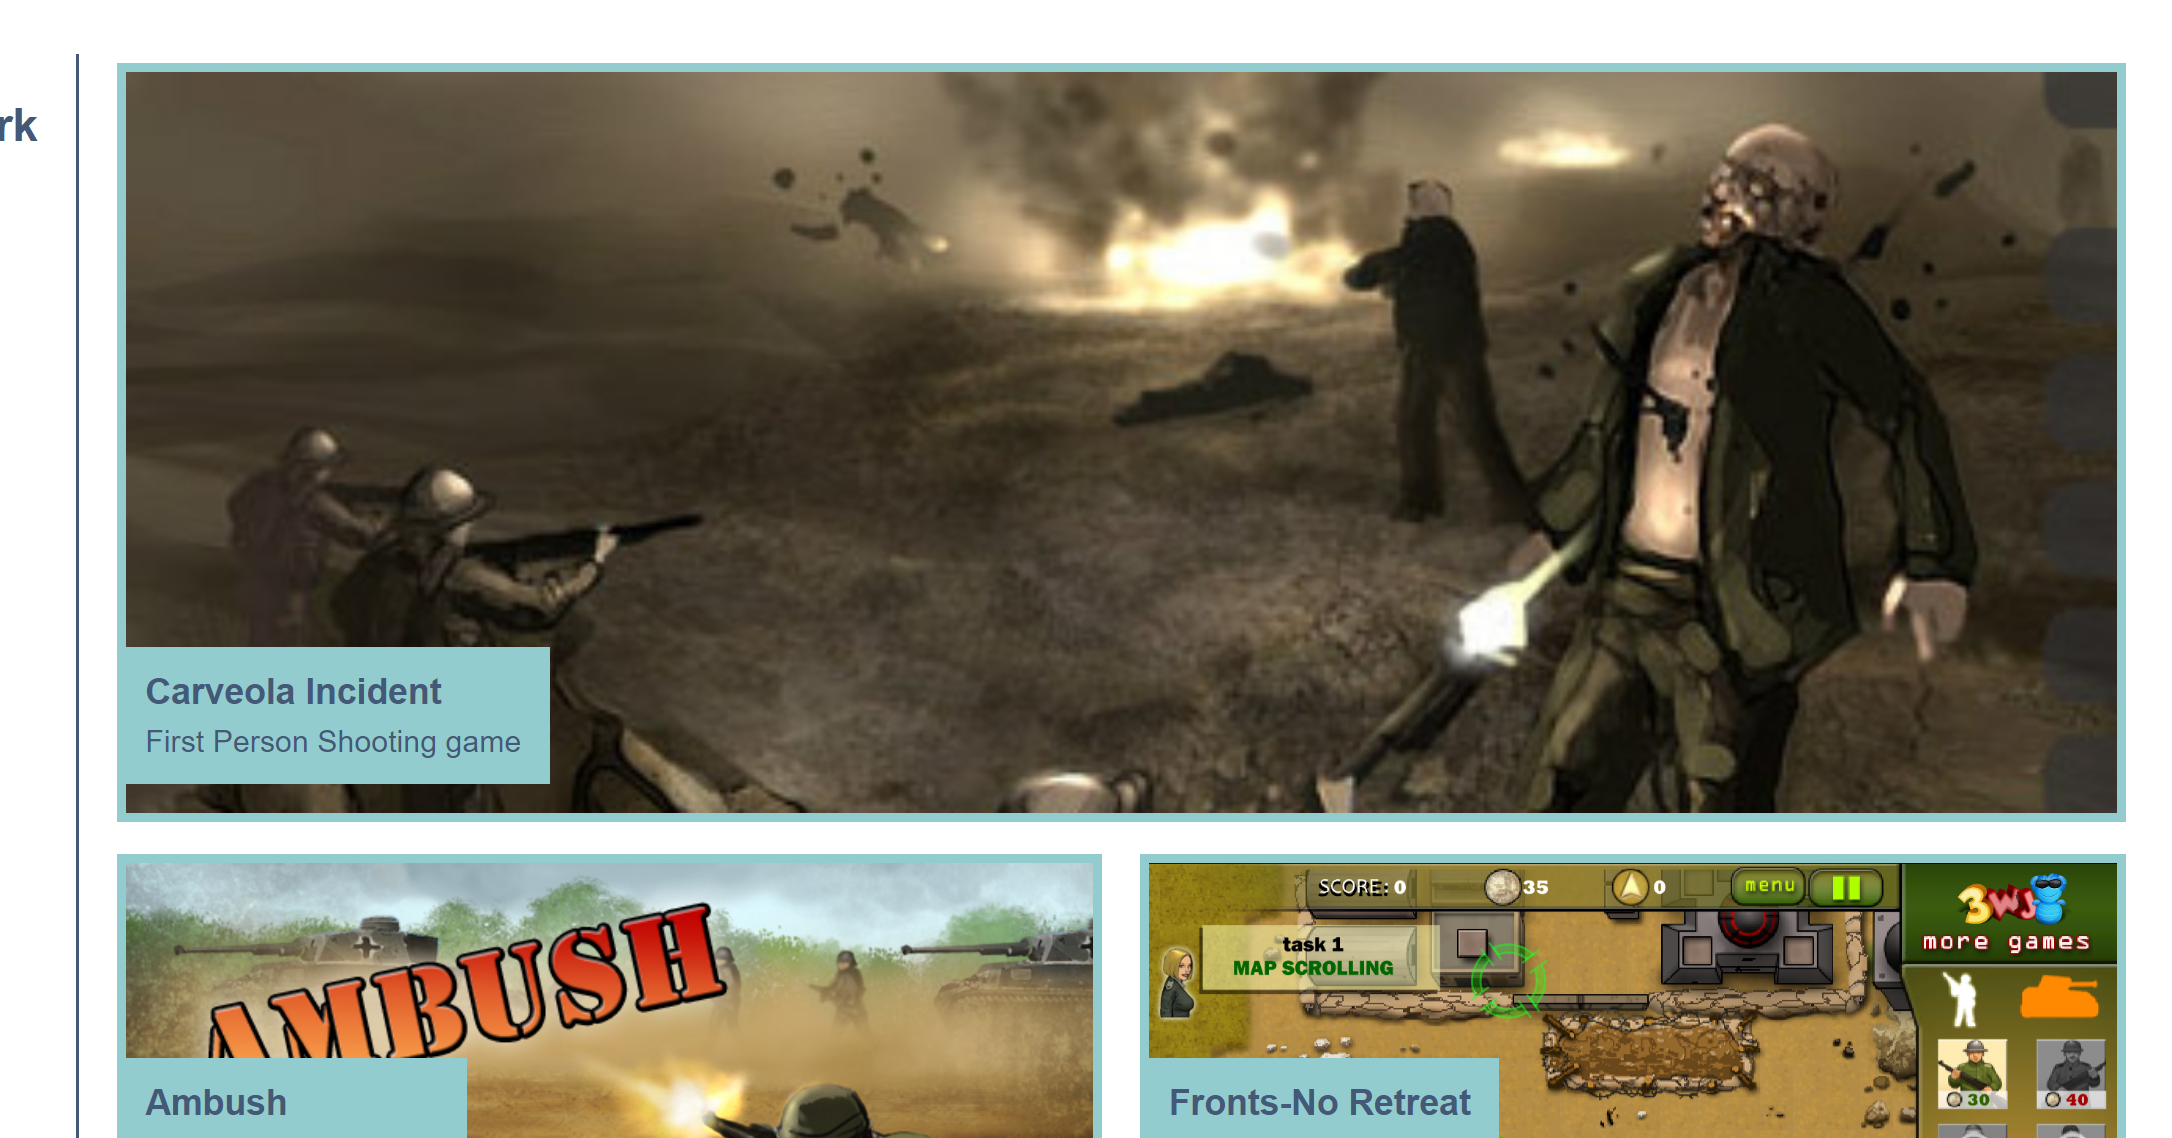 rk
Carveola Incident
First Person Shooting game
AMBUSH
Ambush
SCORE: 0
35
0
menu
3WJ
more games
task 1
MAP SCROLLING
30
40
Fronts-No Retreat